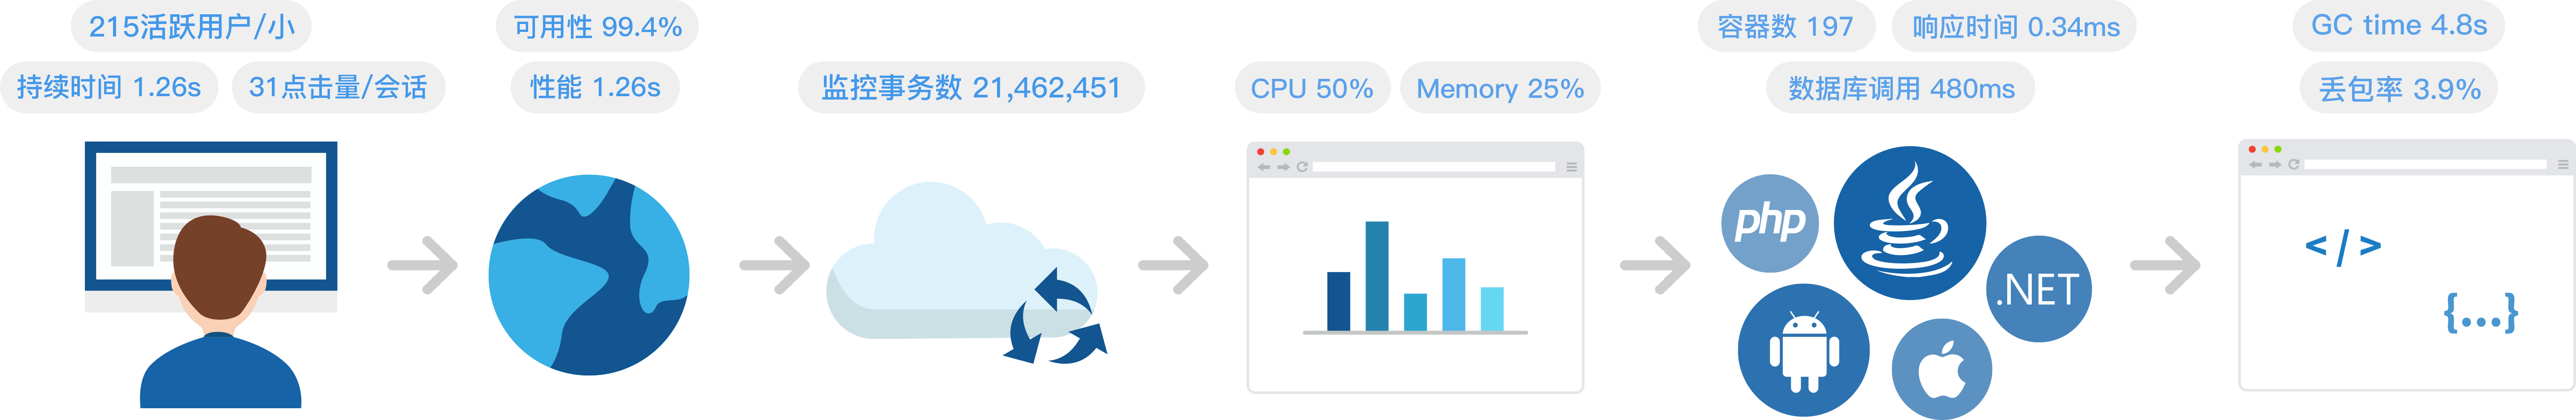 215活跃用户/小
持续时间 1.26s
31点击量/会话
可用性 99.4%
性能 1.26s
监控事务数 21,462,451
CPU 50%
Memory 25%
容器数 197
响应时间 0.34ms
数据库调用 480ms
php
.NET
GC time 4.8s
丢包率 3.9%
</>
{...}